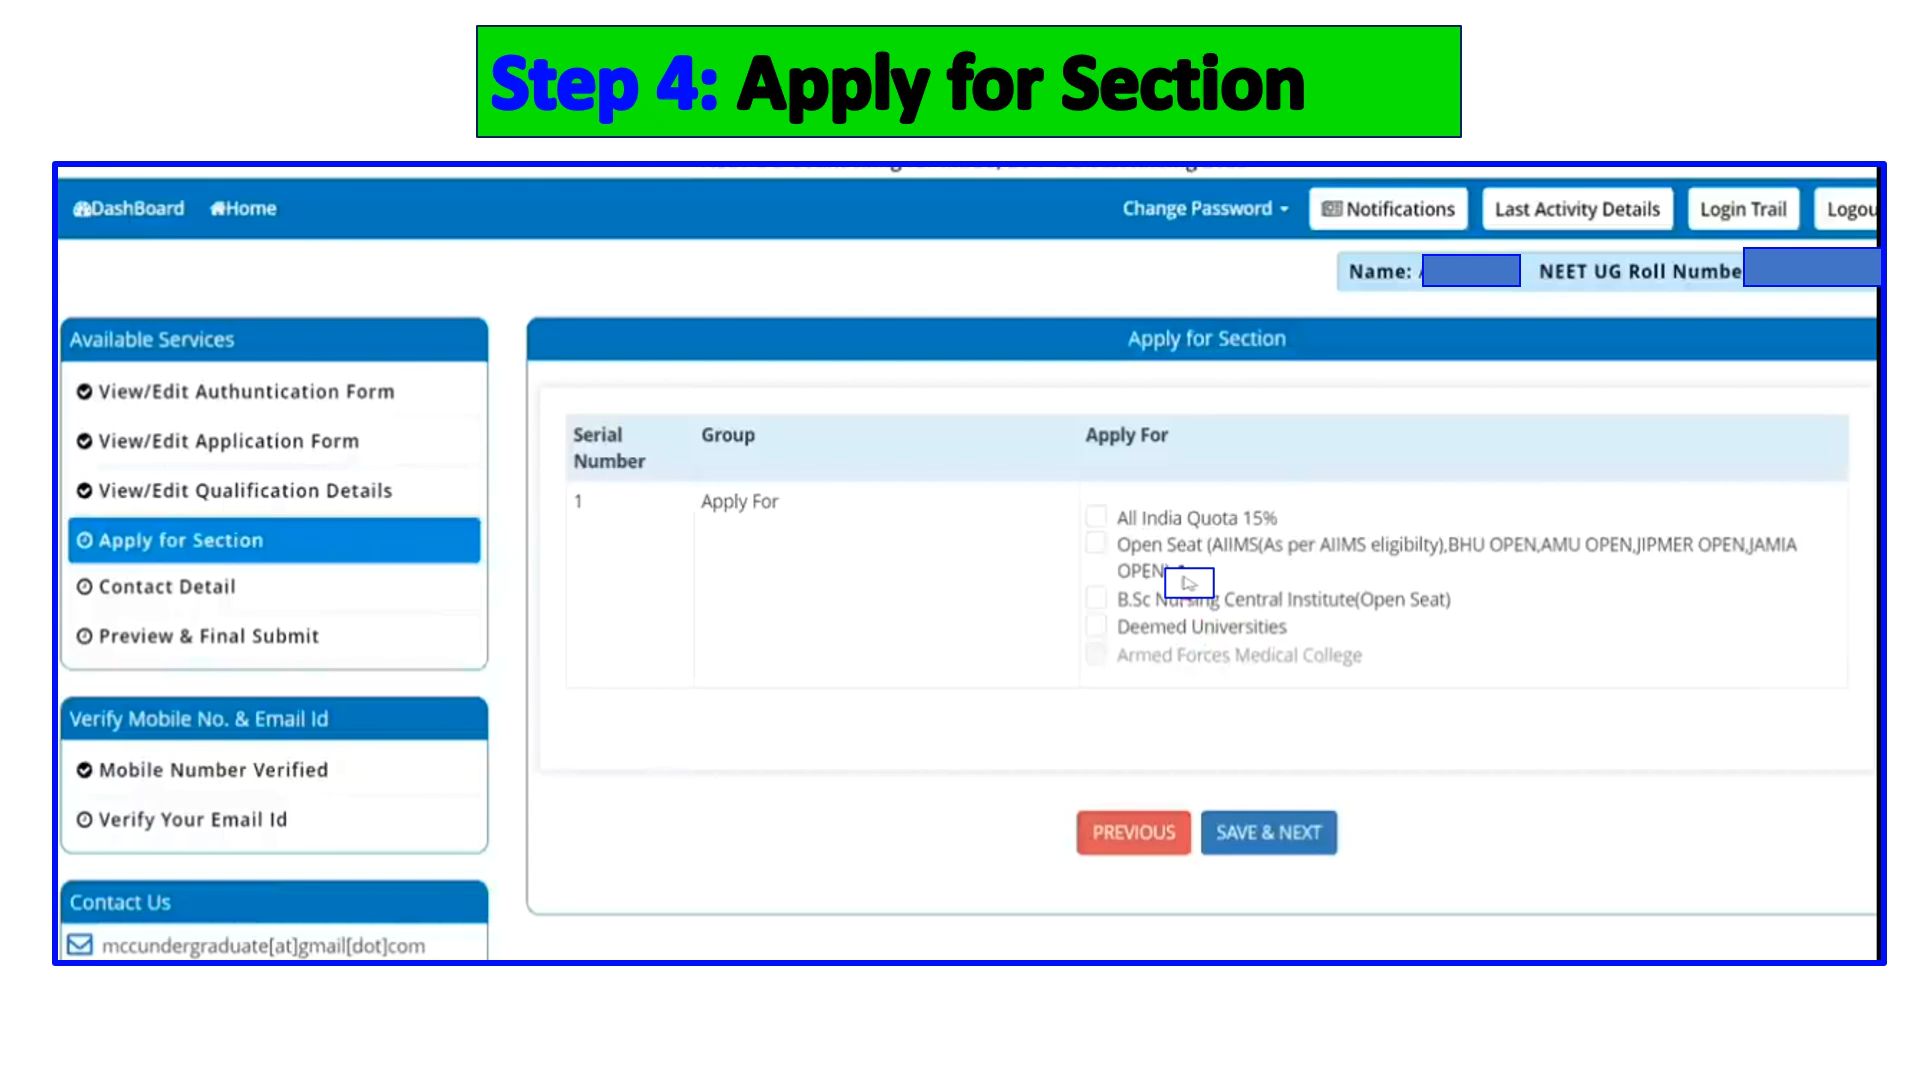 Step 4: Apply for Section
DashBoard Home Change Password Notifications Last Activity Details Login Trail Logou
Name: NEET UG Roll Numbe
Available Services
View/Edit Authuntication Form
View/Edit Application Form
View/Edit Qualification Details
Apply for Section
Contact Detail
Preview & Final Submit
Verify Mobile No. & Email Id
Mobile Number Verified
Verify Your Email Id
Contact Us
mccundergraduate[at]gmail[dot]com
Apply for Section
Serial Number Group Apply For
1 Apply For
All India Quota 15%
Open Seat (AIIMS(As per AIIMS eligibilty),BHU OPEN,AMU OPEN,JIPMER OPEN,JAMIA
OPEN)
B.Sc Nursing Central Institute(Open Seat)
Deemed Universities
Armed Forces Medical College
PREVIOUS SAVE & NEXT